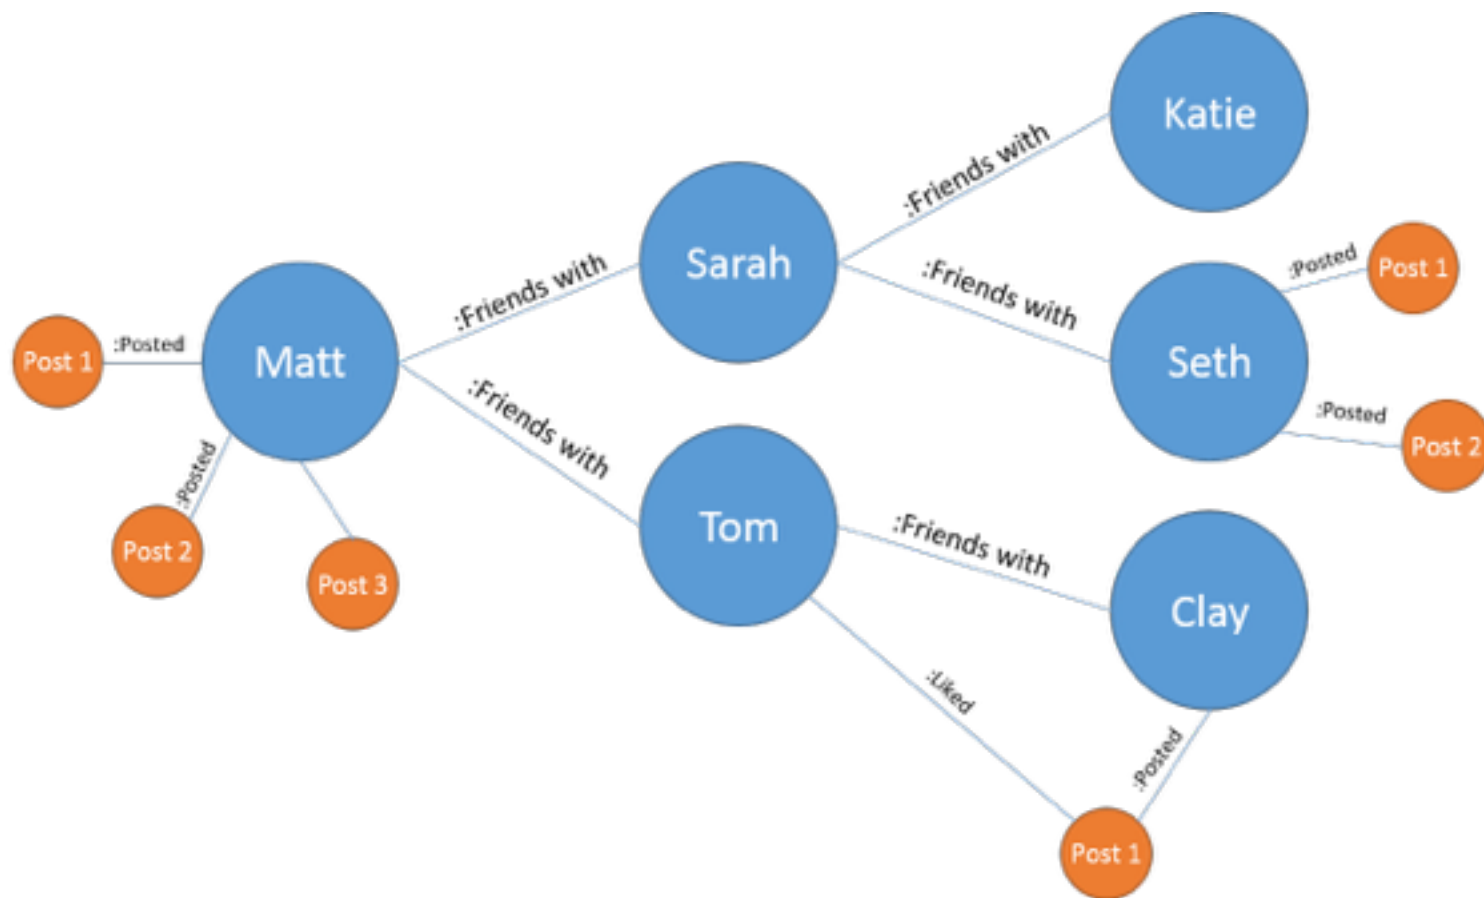 Katie
:Friends with
Sarah
:Friends with
:Posted
Post 1
:Friends with
Seth
:Posted
Post 2
Post 1
:Posted
Matt
:Friends with
:Posted
Post 2
Post 3
Tom
:Friends with
Clay
:Liked
:Posted
Post 1